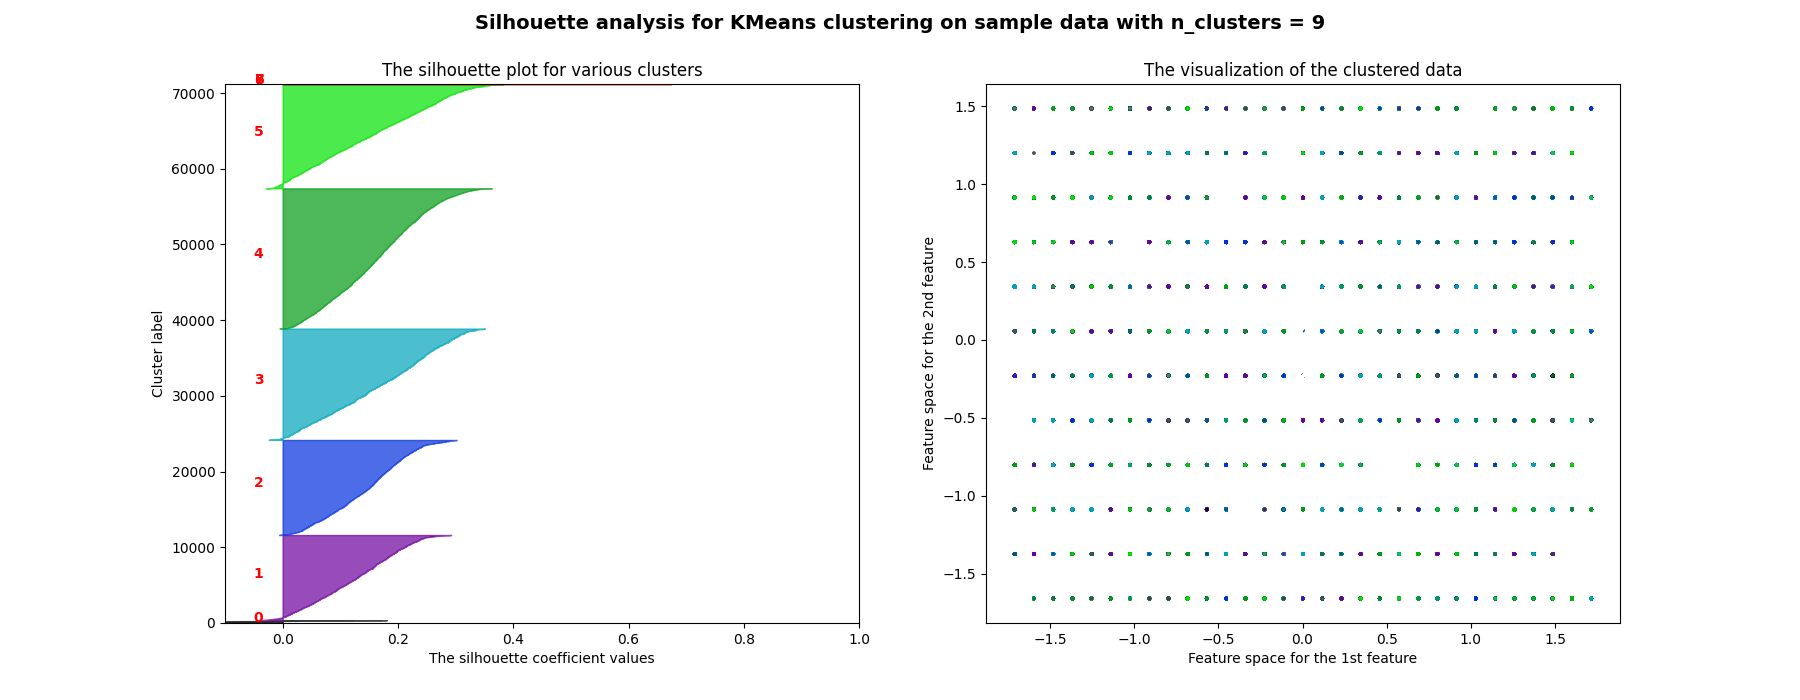 Silhouette analysis for KMeans clustering on sample data with n_clusters = 9
The silhouette plot for various clusters
70000
60000
50000
40000
30000
20000
10000
0
Cluster label
5
4
3
2
1
0
0.0 0.2 0.4 0.6 0.8 1.0
The silhouette coefficient values
The visualization of the clustered data
1.5
1.0
0.5
0.0
−0.5
−1.0
−1.5
Feature space for the 2nd feature
−1.5 −1.0 −0.5 0.0 0.5 1.0 1.5
Feature space for the 1st feature